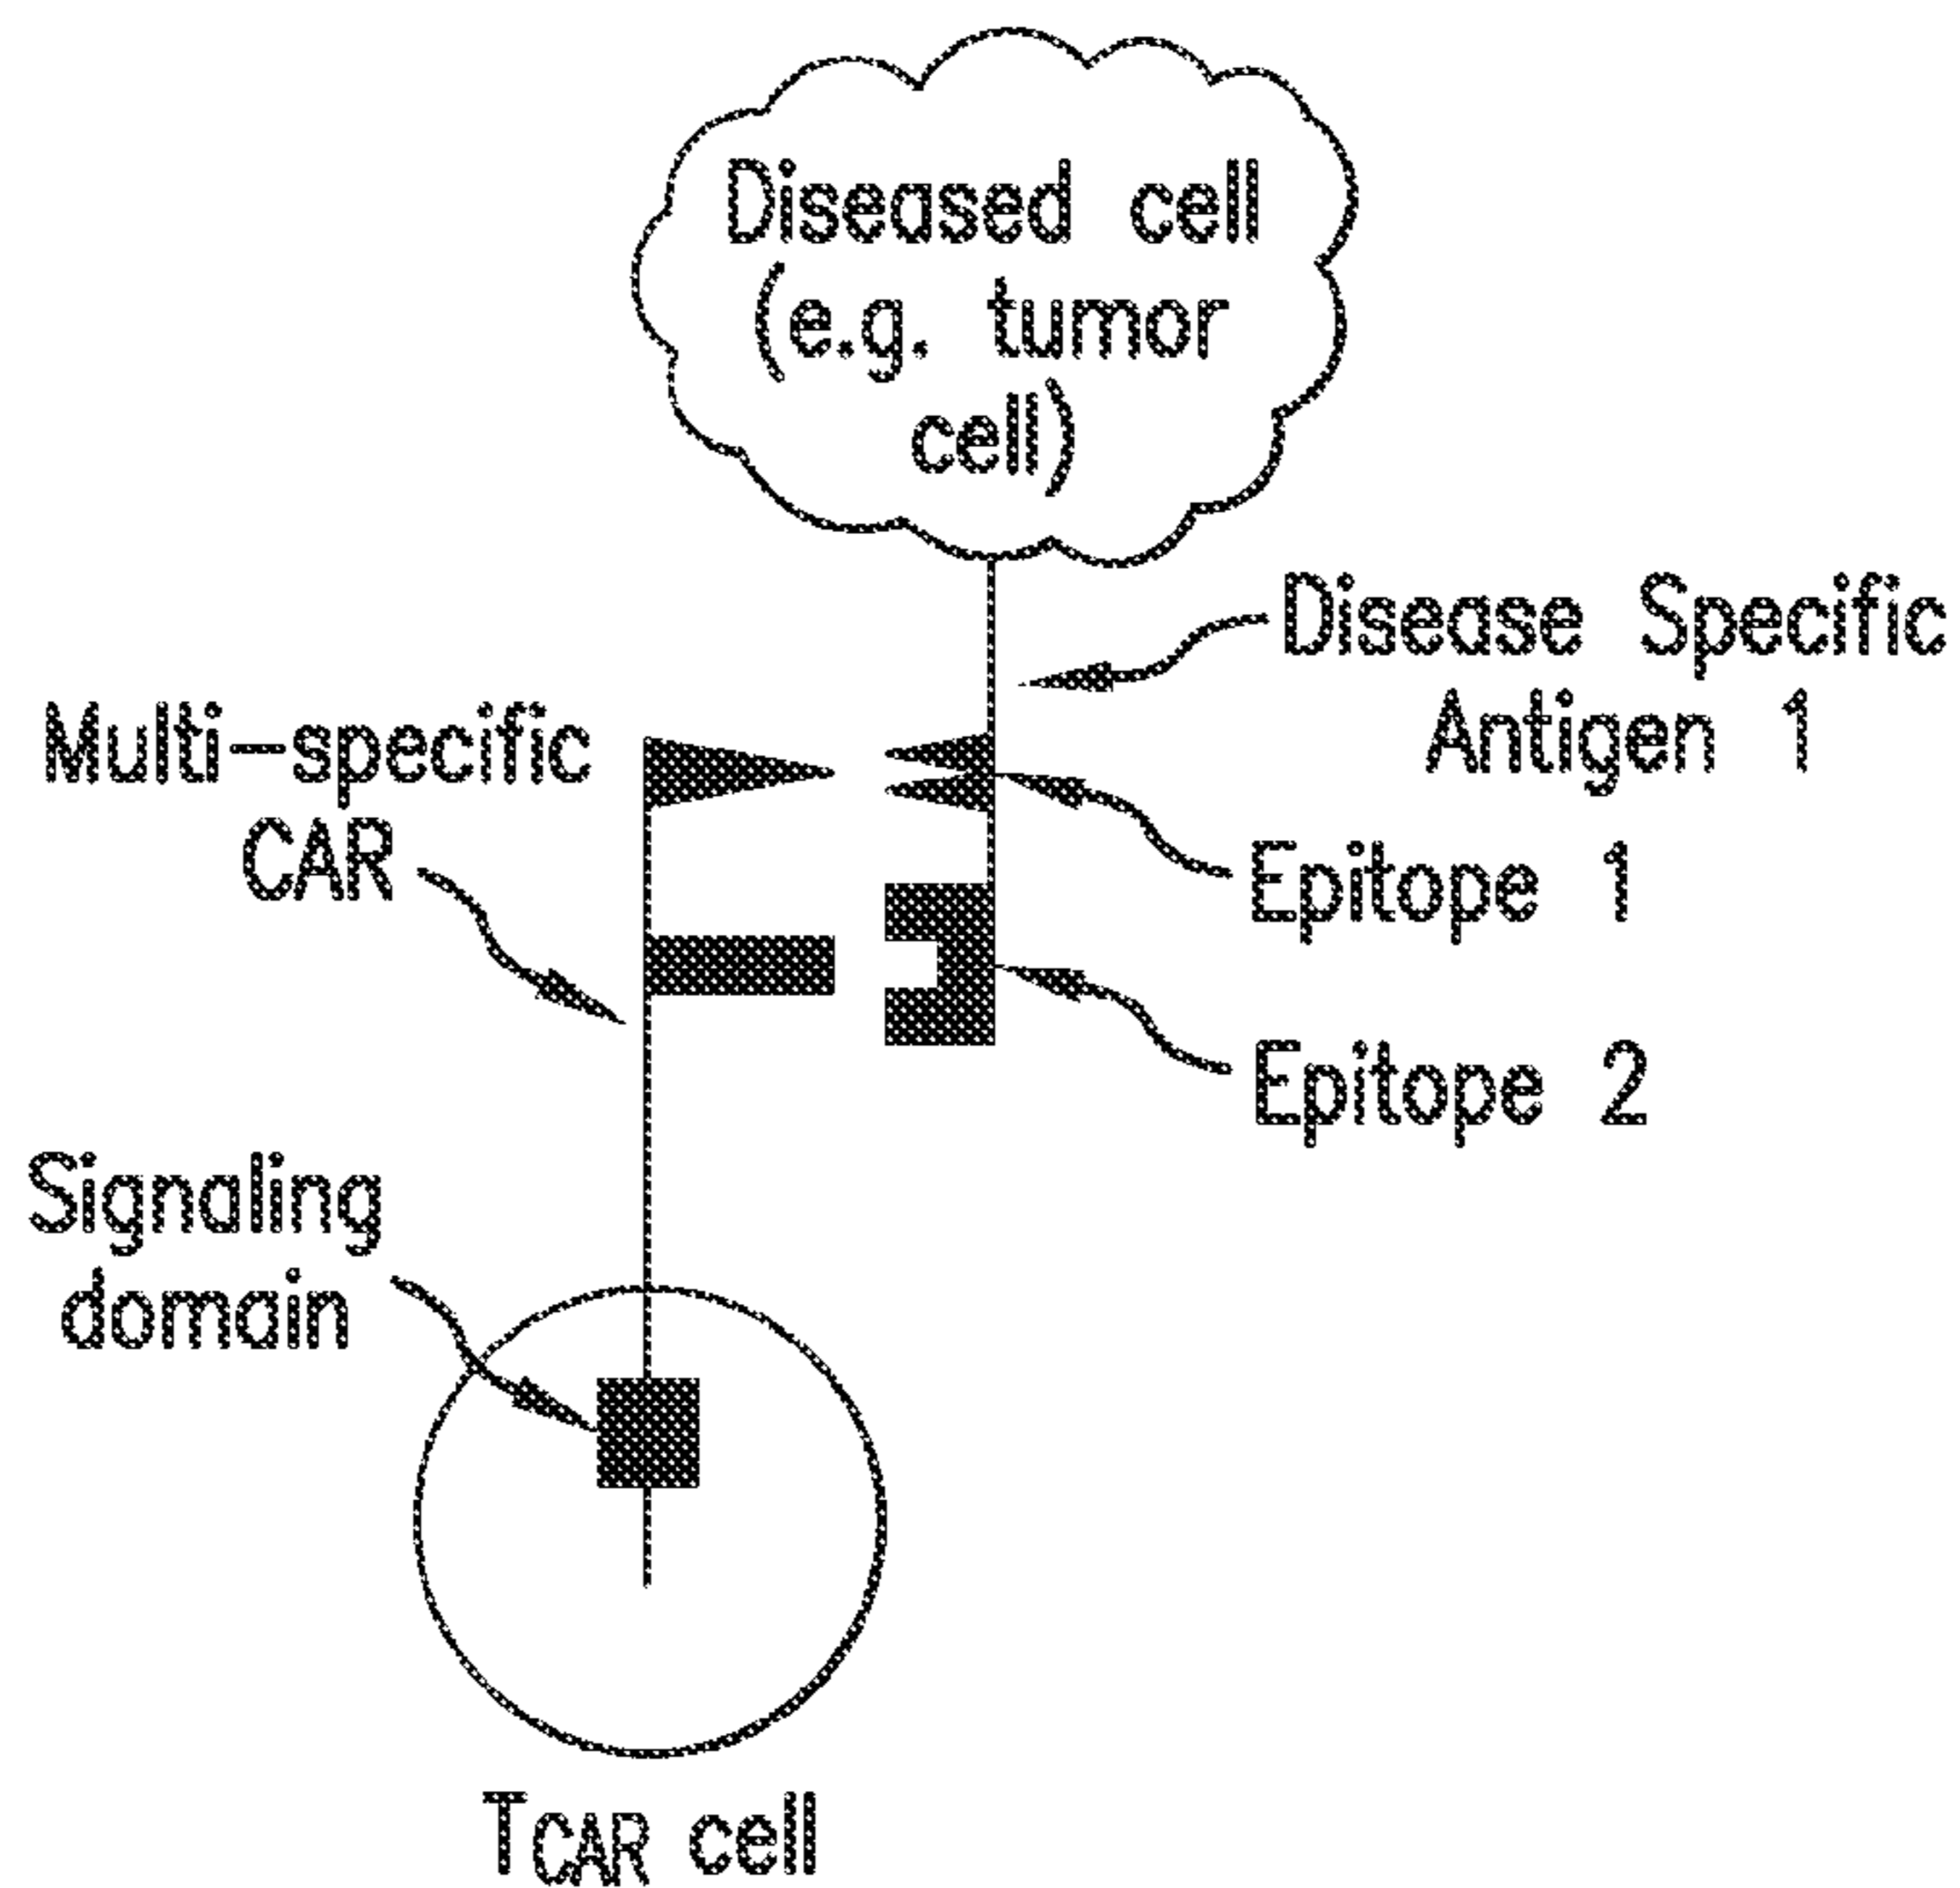 Diseased cell
(e.g. tumor
cell)
Disease Specific
Antigen 1
Multi-specific
CAR
Epitope 1
Epitope 2
Signaling
domain
TCAR cell